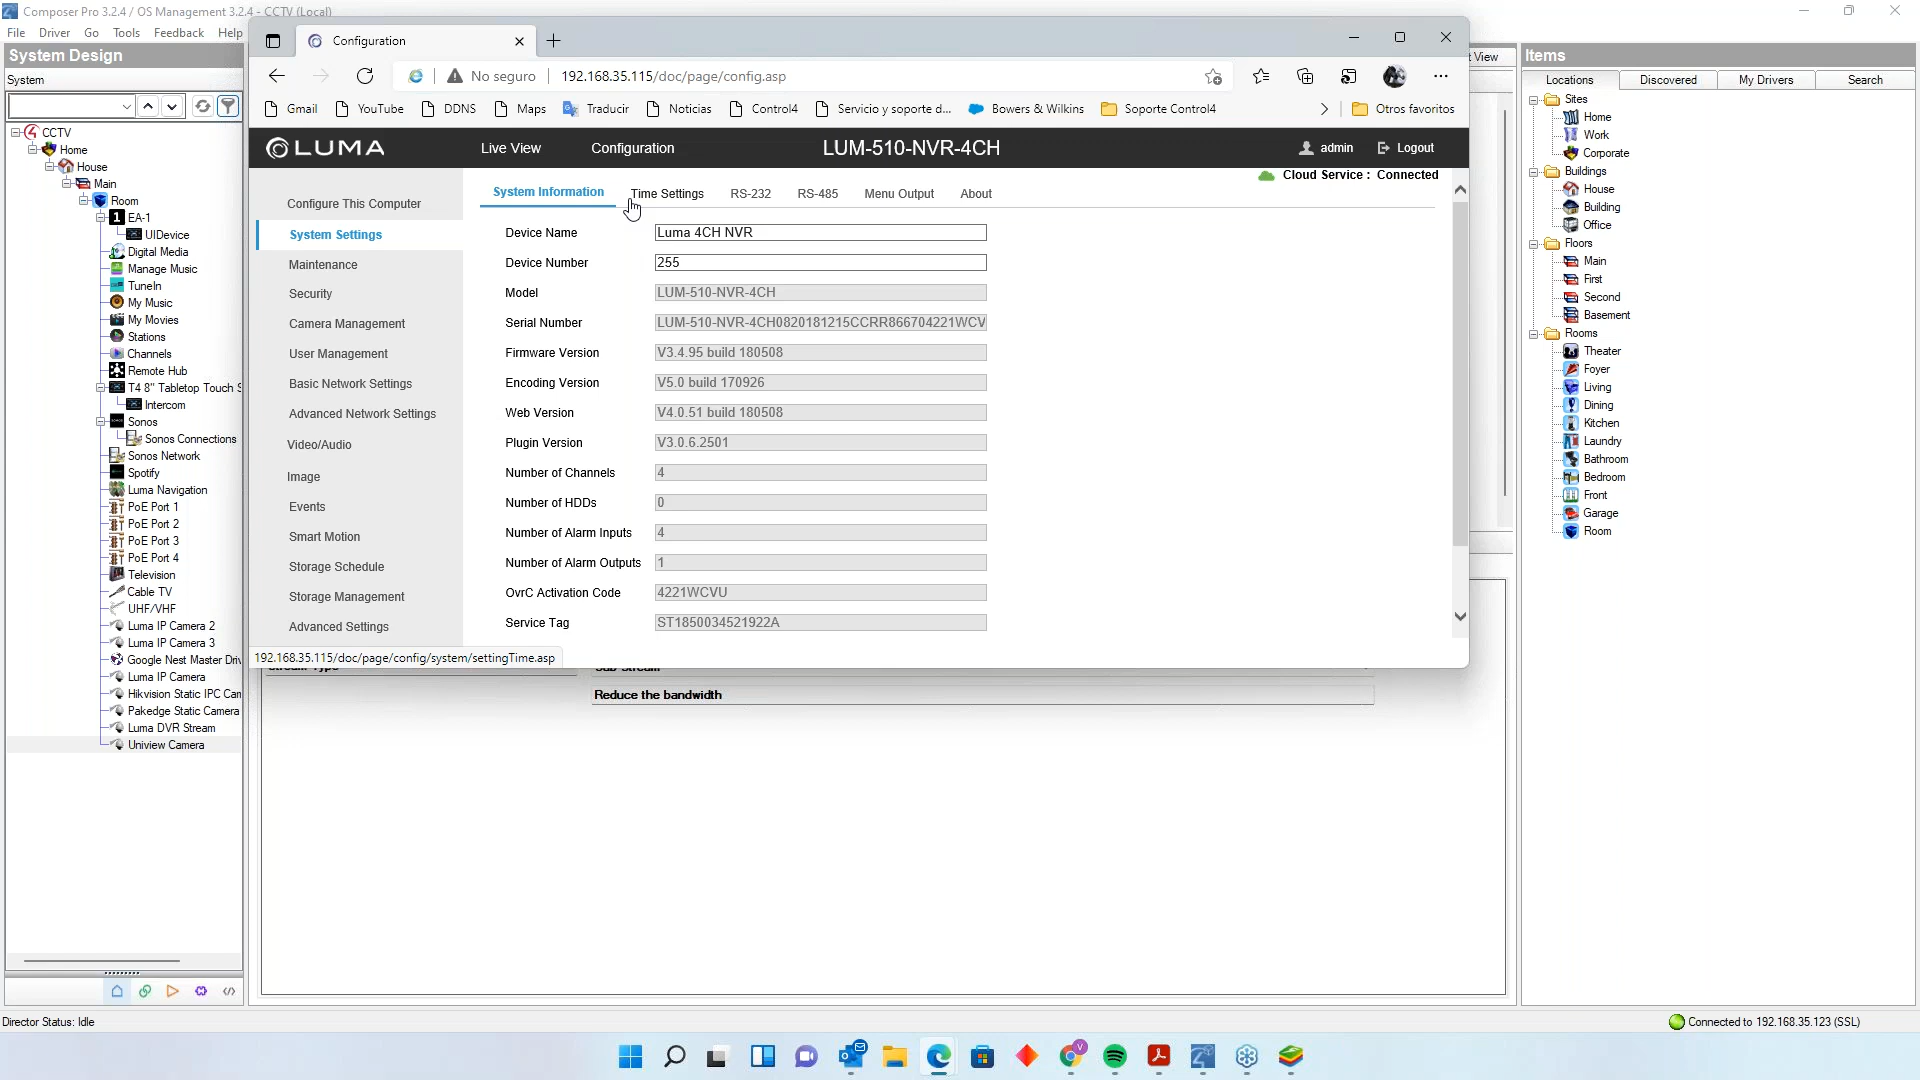 Composer Pro 3.2.4 / OS Management 3.2.4 - CCTV (Local)
File Driver Go Tools Feedback Help
System Design
System
CCTV
Home
House
Main
Room
1 EA-1
UIDevice
Digital Media
Manage Music
TuneIn
My Music
My Movies
Stations
Channels
Remote Hub
T4 8" Tabletop Touch S
Intercom
Sonos
Sonos Connections
Sonos Network
Spotify
Luma Navigation
PoE Port 1
PoE Port 2
PoE Port 3
PoE Port 4
Television
Cable TV
UHF/VHF
Luma IP Camera 2
Luma IP Camera 3
Google Nest Master Driv
Luma IP Camera
Hikvision Static IPC Cam
Pakedge Static Camera
Luma DVR Stream
Uniview Camera
Director Status: Idle
Configuration
No seguro 192.168.35.115/doc/page/config.asp
Gmail YouTube DDNS Maps Traducir Noticias Control4 Servicio y soporte d... Bowers & Wilkins Soporte Control4 Otros favoritos
LUMA Live View Configuration LUM-510-NVR-4CH admin Logout
Cloud Service : Connected
System Information Time Settings RS-232 RS-485 Menu Output About
Configure This Computer
System Settings
Maintenance
Security
Camera Management
User Management
Basic Network Settings
Advanced Network Settings
Video/Audio
Image
Events
Smart Motion
Storage Schedule
Storage Management
Advanced Settings
Device Name Luma 4CH NVR
Device Number 255
Model LUM-510-NVR-4CH
Serial Number LUM-510-NVR-4CH0820181215CCRR866704221WCV
Firmware Version V3.4.95 build 180508
Encoding Version V5.0 build 170926
Web Version V4.0.51 build 180508
Plugin Version V3.0.6.2501
Number of Channels 4
Number of HDDs 0
Number of Alarm Inputs 4
Number of Alarm Outputs 1
OvrC Activation Code 4221WCVU
Service Tag ST1850034521922A
192.168.35.115/doc/page/config/system/settingTime.asp
Stream Type Sub Stream
Reduce the bandwidth
t View
Items
Locations Discovered My Drivers Search
Sites
Home
Work
Corporate
Buildings
House
Building
Office
Floors
Main
First
Second
Basement
Rooms
Theater
Foyer
Living
Dining
Kitchen
Laundry
Bathroom
Bedroom
Front
Garage
Room
Connected to 192.168.35.123 (SSL)